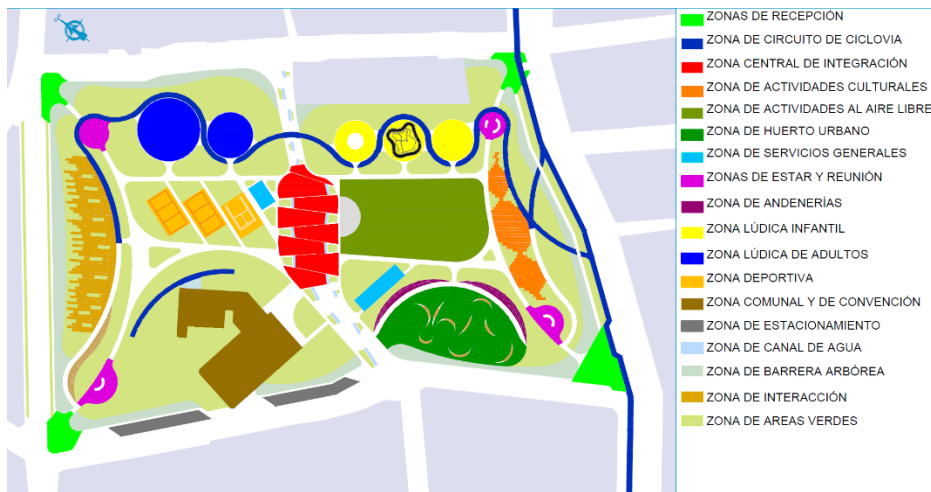 ZONAS DE RECEPCIÓN
ZONA DE CIRCUITO DE CICLOVIA
ZONA CENTRAL DE INTEGRACIÓN
ZONA DE ACTIVIDADES CULTURALES
ZONA DE ACTIVIDADES AL AIRE LIBRE
ZONA DE HUERTO URBANO
ZONA DE SERVICIOS GENERALES
ZONAS DE ESTAR Y REUNIÓN
ZONA DE ANDENERÍAS
ZONA LÚDICA INFANTIL
ZONA LÚDICA DE ADULTOS
ZONA DEPORTIVA
ZONA COMUNAL Y DE CONVENCIÓN
ZONA DE ESTACIONAMIENTO
ZONA DE CANAL DE AGUA
ZONA DE BARRERA ARBÓREA
ZONA DE INTERACCIÓN
ZONA DE AREAS VERDES